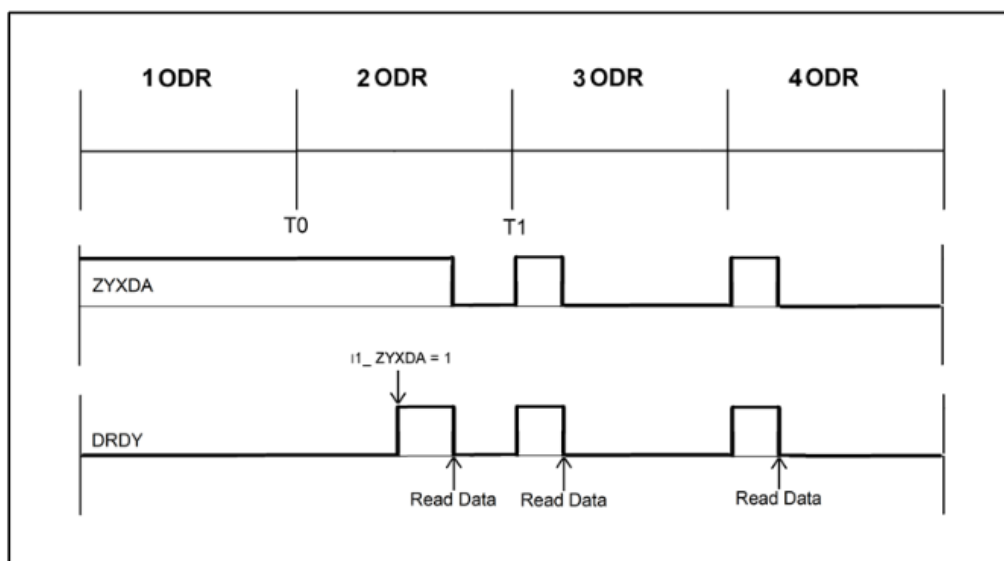 1 ODR 2 ODR 3 ODR 4 ODR
T0 T1
ZYXDA
I1_ ZYXDA = 1
DRDY
Read Data Read Data Read Data